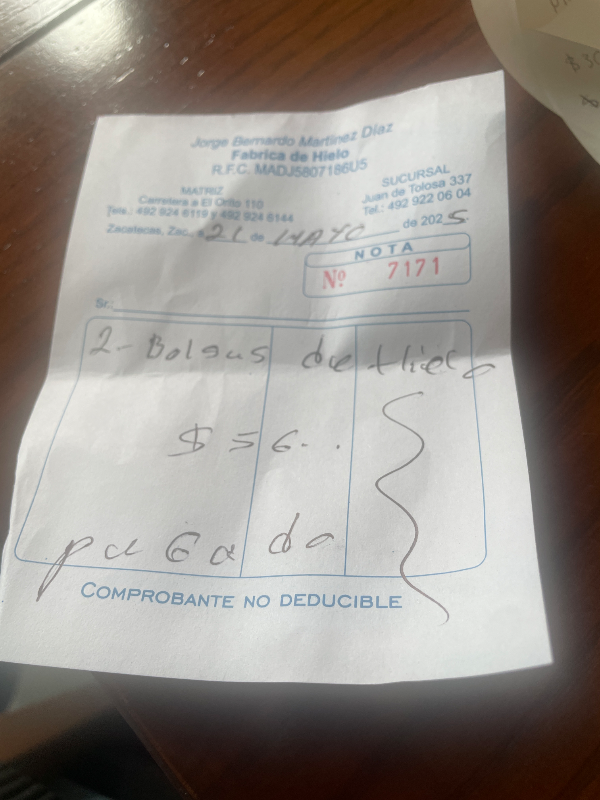 Jorge Bernardo Martinez Diaz
Fabrica de Hielo
R.F.C. MADJ5807186U5
MATRIZ
Carretera a El Orito 110
Tels.: 492 924 6119 y 492 924 6144
SUCURSAL
Juan de Tolosa 337
Tel.: 492 922 06 04
Zacatecas, Zac., a 21 de MAYO de 2025
NOTA
Nº 7171
Sr.:
2- Bolsas de Hielo
$ 56..
paGada
COMPROBANTE NO DEDUCIBLE